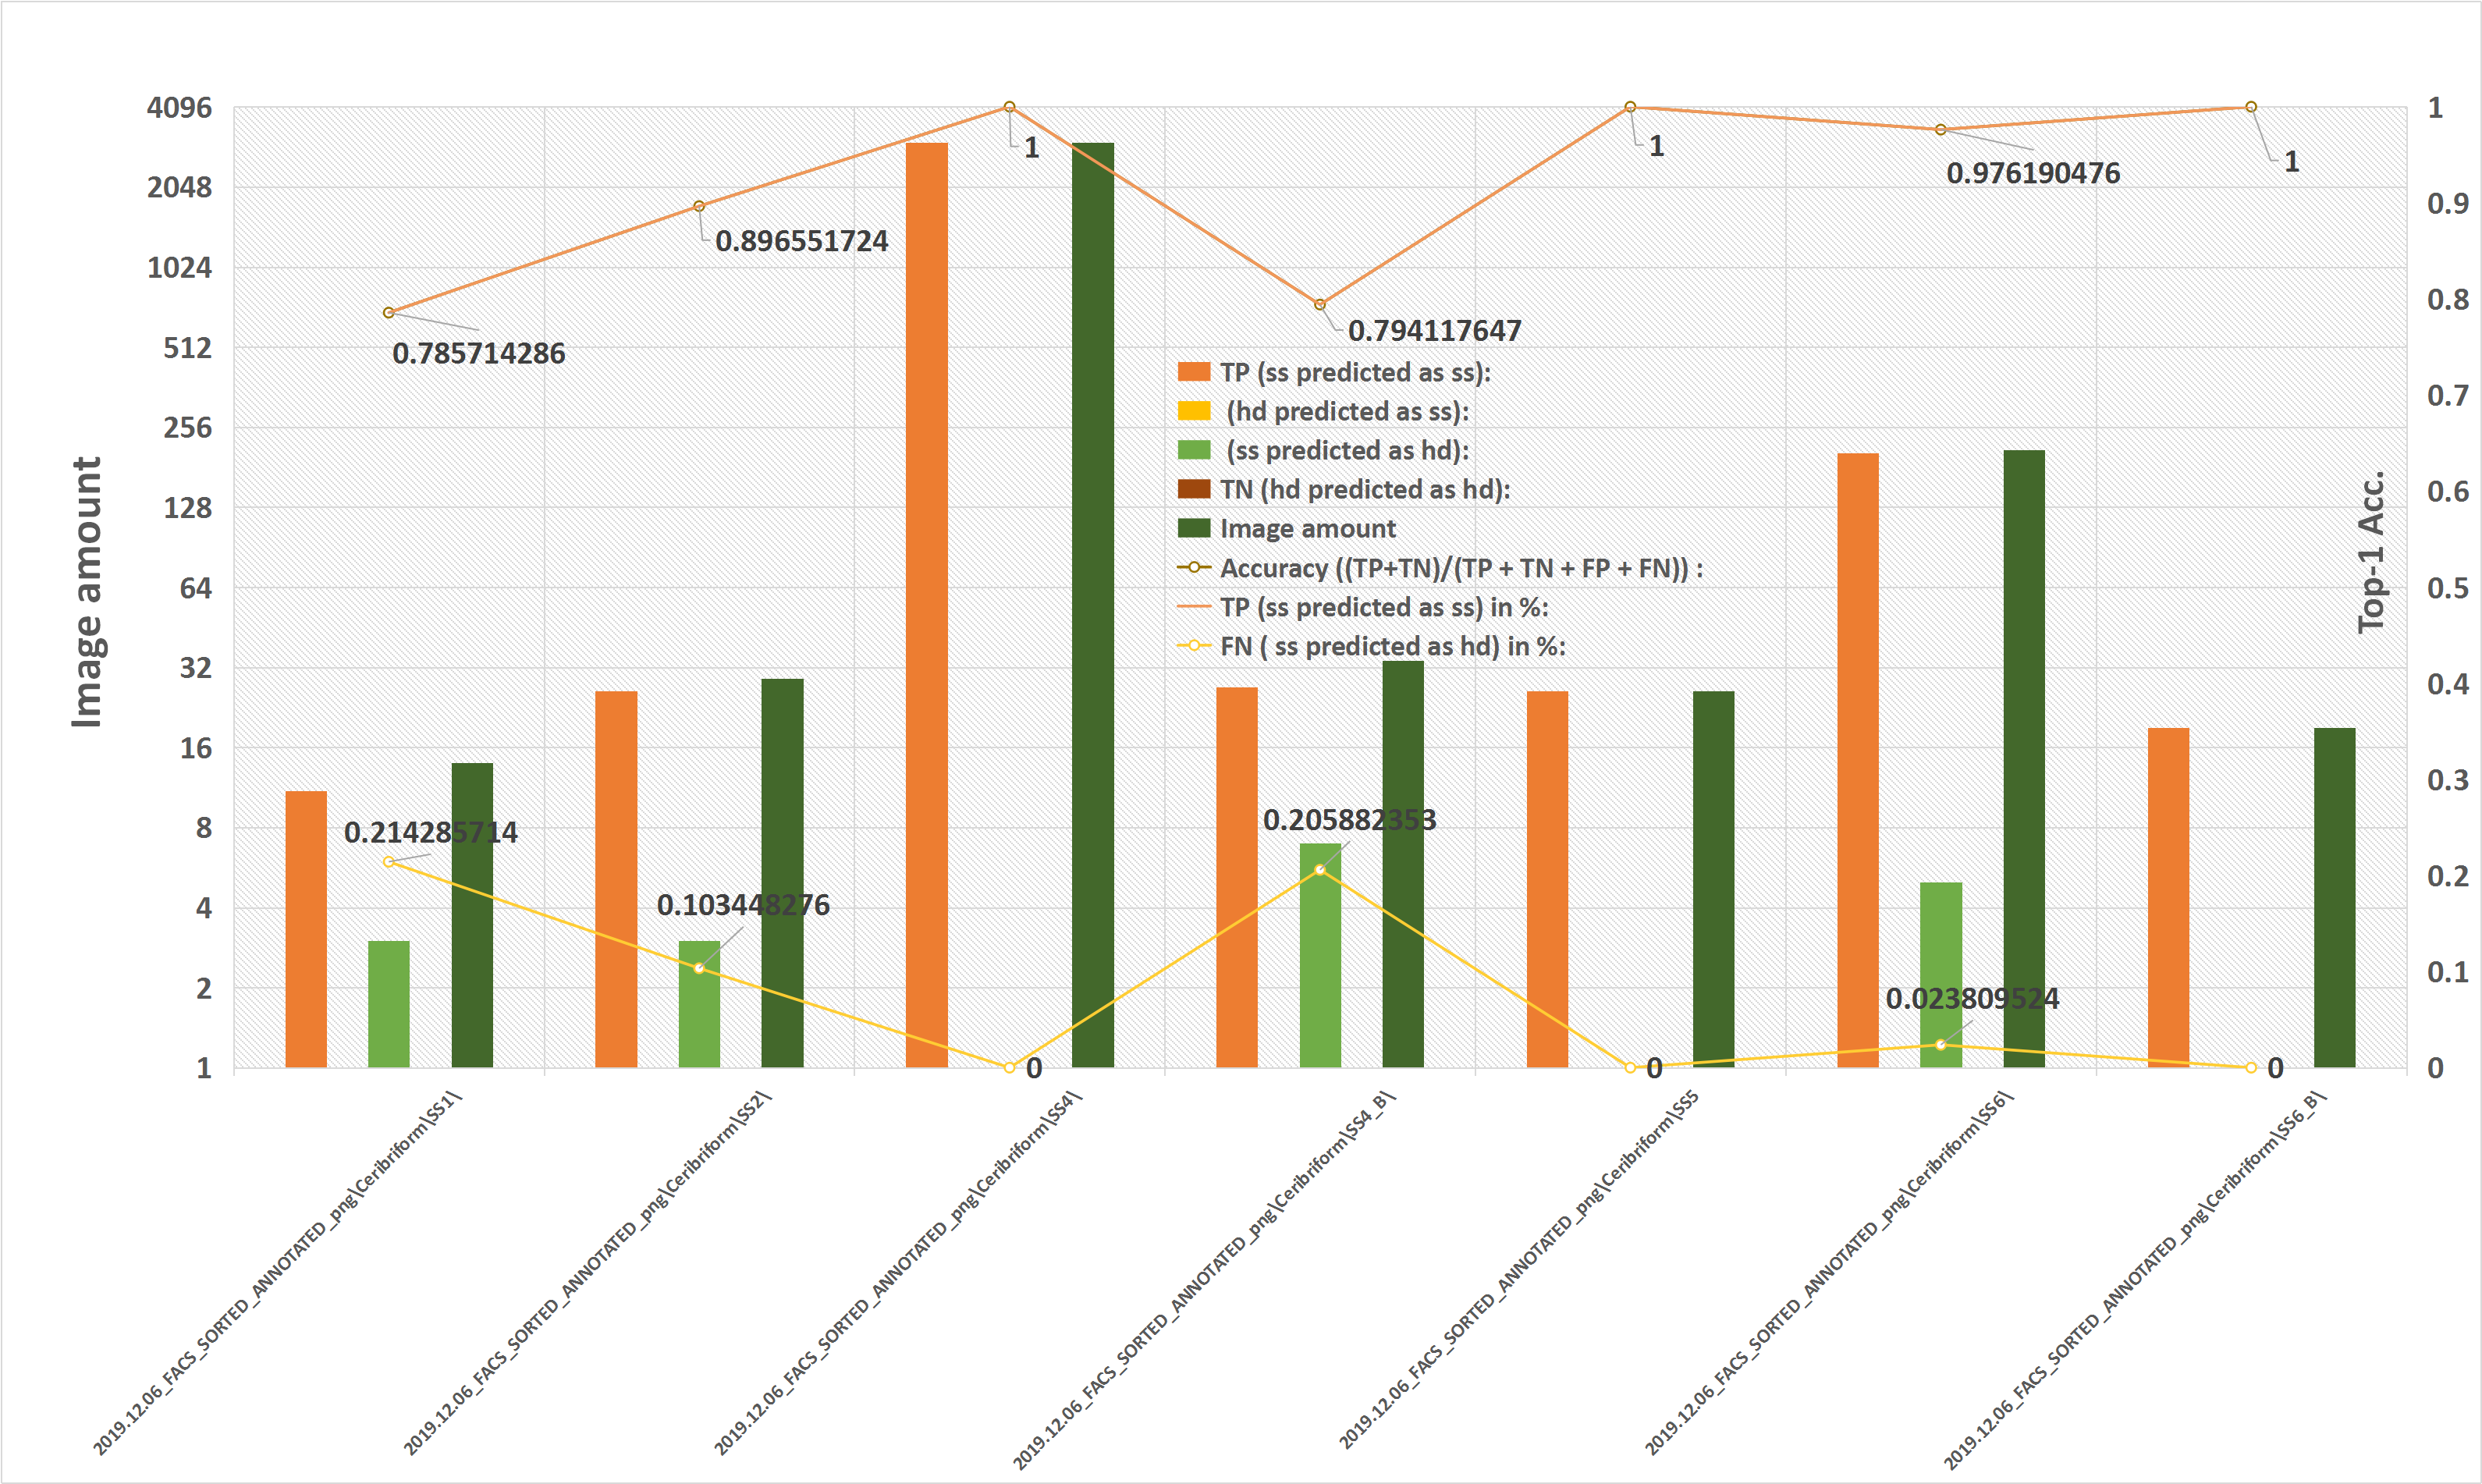 4096
2048
1024
512
256
128
64
32
16
8
4
2
1
Image amount
1
0.9
0.8
0.7
0.6
0.5
0.4
0.3
0.2
0.1
0
Top-1 Acc.
0.785714286
0.896551724
1
0.794117647
1
0.976190476
1
TP (ss predicted as ss):
(hd predicted as ss):
(ss predicted as hd):
TN (hd predicted as hd):
Image amount
Accuracy ((TP+TN)/(TP + TN + FP + FN)) :
TP (ss predicted as ss) in %:
FN ( ss predicted as hd) in %:
0.214285714
0.103448276
0
0.205882353
0
0.023809524
0
2019.12.06_FACS_SORTED_ANNOTATED_png\Ceribriform\SS1\
2019.12.06_FACS_SORTED_ANNOTATED_png\Ceribriform\SS2\
2019.12.06_FACS_SORTED_ANNOTATED_png\Ceribriform\SS4\
2019.12.06_FACS_SORTED_ANNOTATED_png\Ceribriform\SS4_B\
2019.12.06_FACS_SORTED_ANNOTATED_png\Ceribriform\SS5
2019.12.06_FACS_SORTED_ANNOTATED_png\Ceribriform\SS6\
2019.12.06_FACS_SORTED_ANNOTATED_png\Ceribriform\SS6_B\